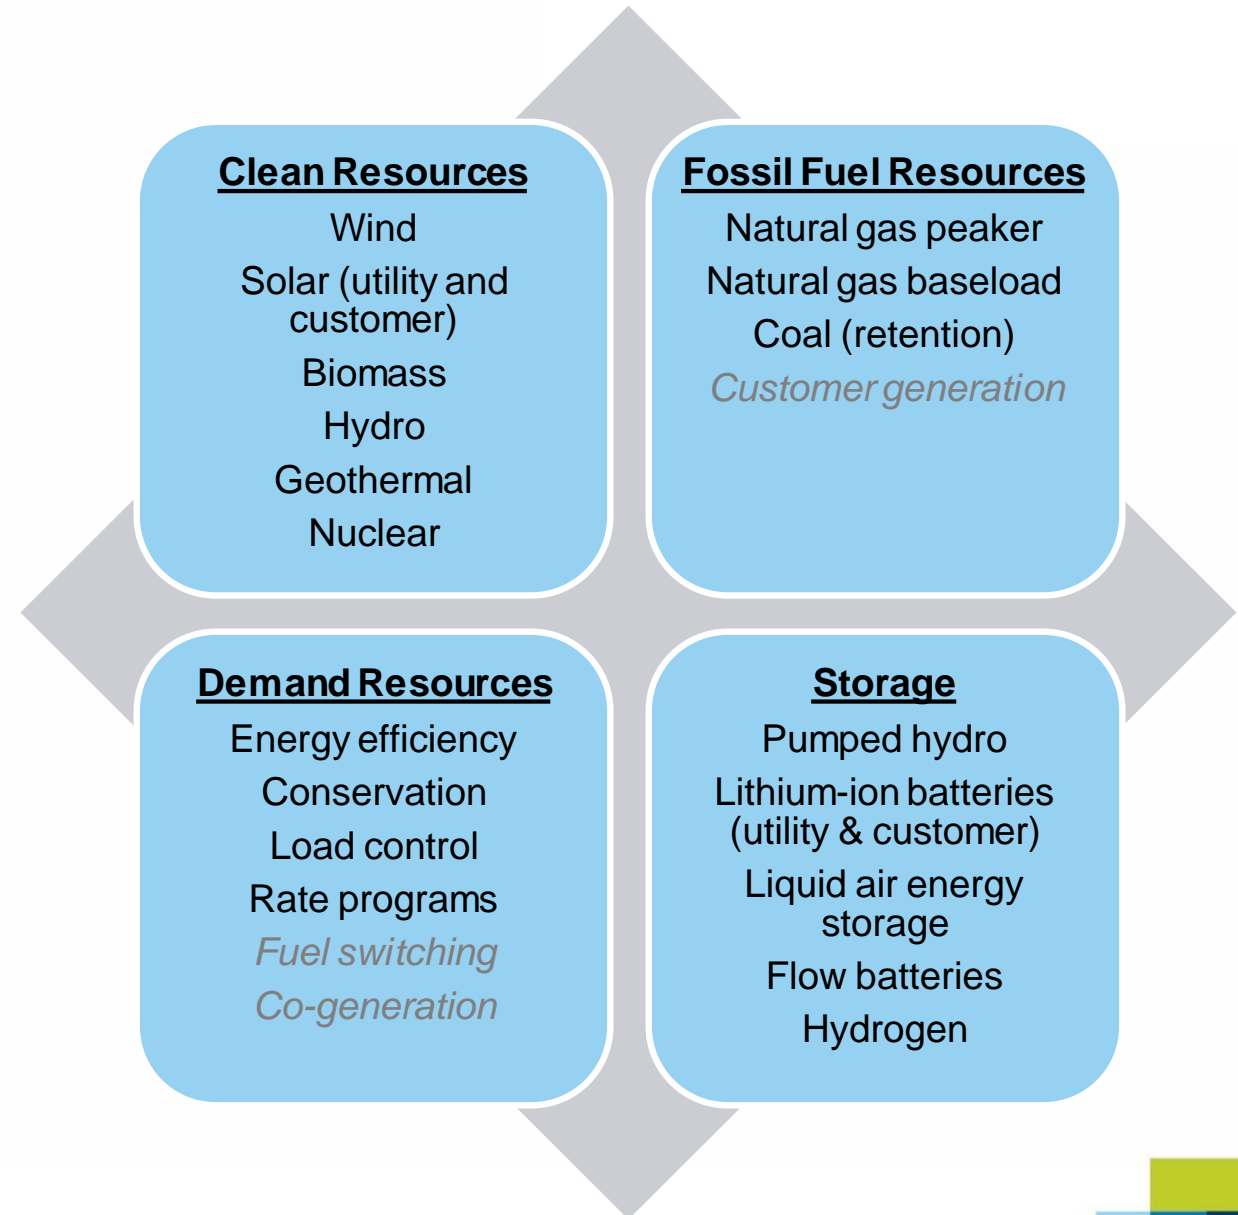 Clean Resources
Wind
Solar (utility and
customer)
Biomass
Hydro
Geothermal
Nuclear
Fossil Fuel Resources
Natural gas peaker
Natural gas baseload
Coal (retention)
Customer generation
Demand Resources
Energy efficiency
Conservation
Load control
Rate programs
Fuel switching
Co-generation
Storage
Pumped hydro
Lithium-ion batteries
(utility & customer)
Liquid air energy
storage
Flow batteries
Hydrogen